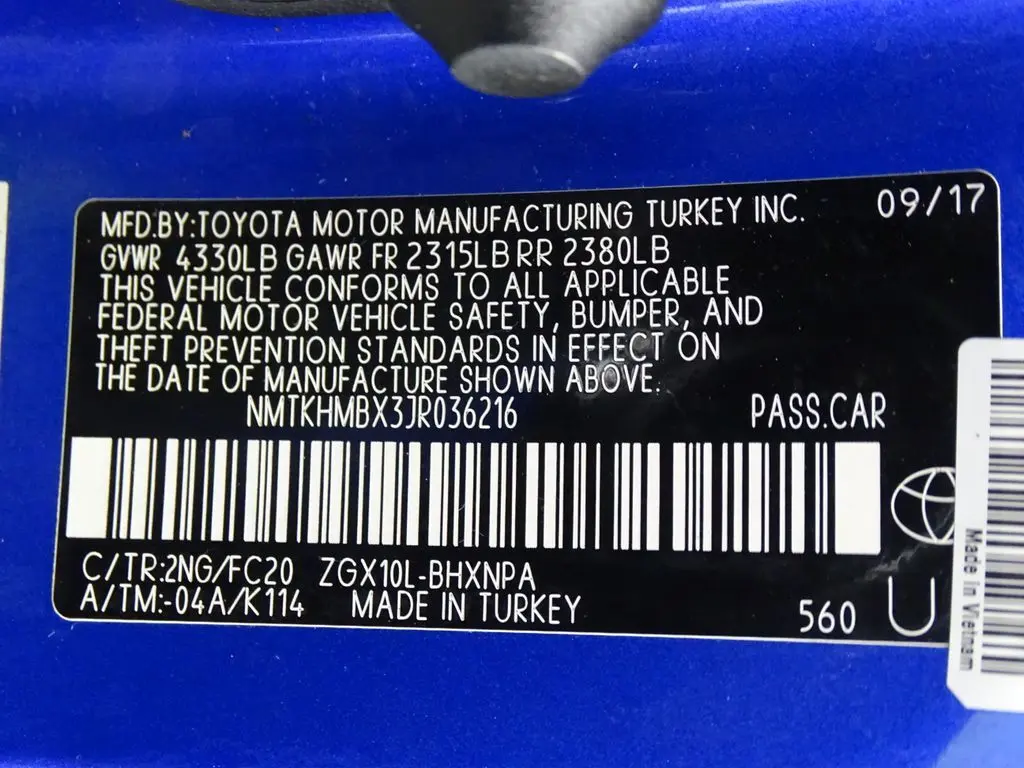 MFD.BY:TOYOTA MOTOR MANUFACTURING TURKEY INC. 09/17
GVWR 4330LB GAWR FR 2315LB RR 2380LB
THIS VEHICLE CONFORMS TO ALL APPLICABLE
FEDERAL MOTOR VEHICLE SAFETY, BUMPER, AND
THEFT PREVENTION STANDARDS IN EFFECT ON
THE DATE OF MANUFACTURE SHOWN ABOVE.
NMTKHMBX3JR036216 PASS.CAR
C/TR:2NG/FC20 ZGX10L-BHXNPA
A/TM:-04A/K114 MADE IN TURKEY 560 U
Made in Vietnam